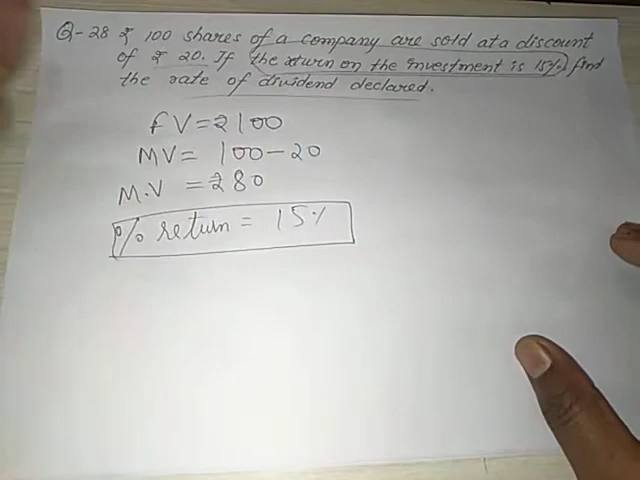 Q-28 ₹ 100 shares of a company are sold at a discount
of ₹ 20. If the return on the investment is 15% find
the rate of dividend declared.
FV=₹100
MV= 100-20
M.V =₹80
% return = 15%